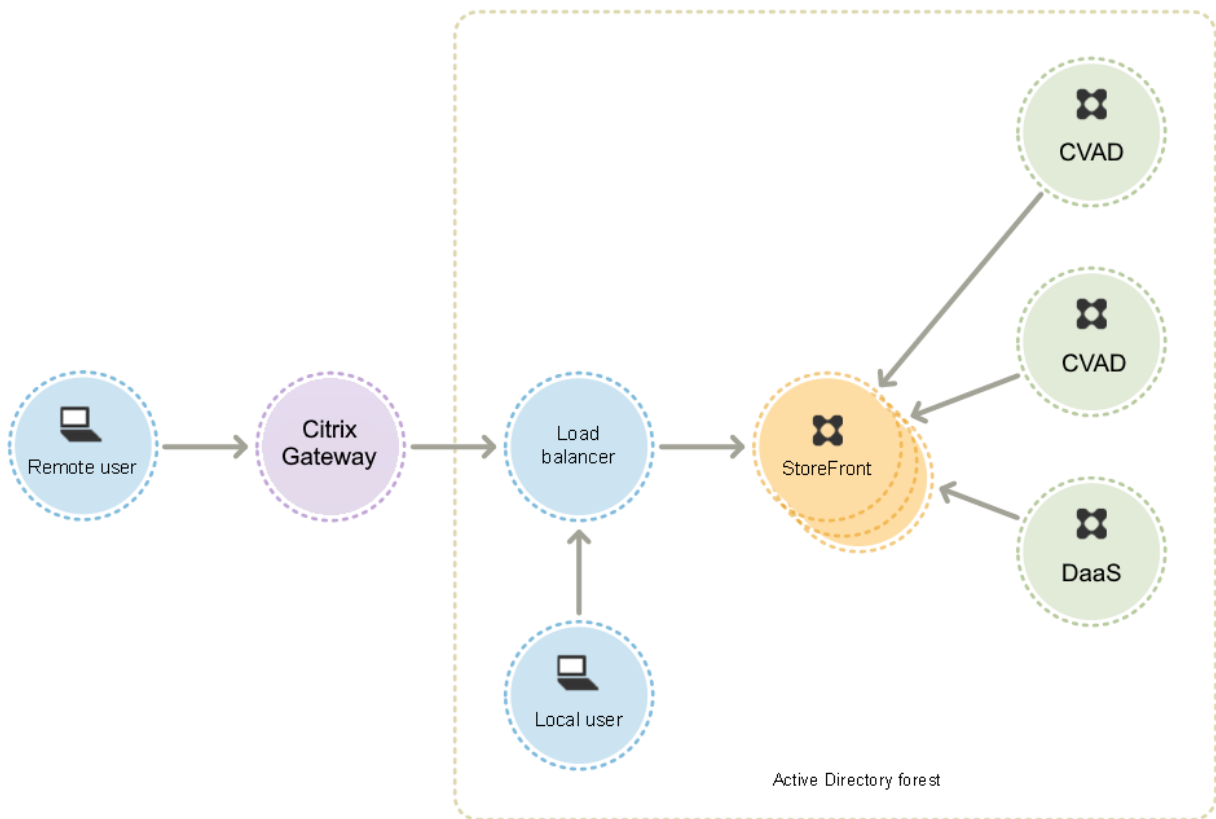 CVAD
CVAD
Remote user
Citrix
Gateway
Load
balancer
StoreFront
DaaS
Local user
Active Directory forest